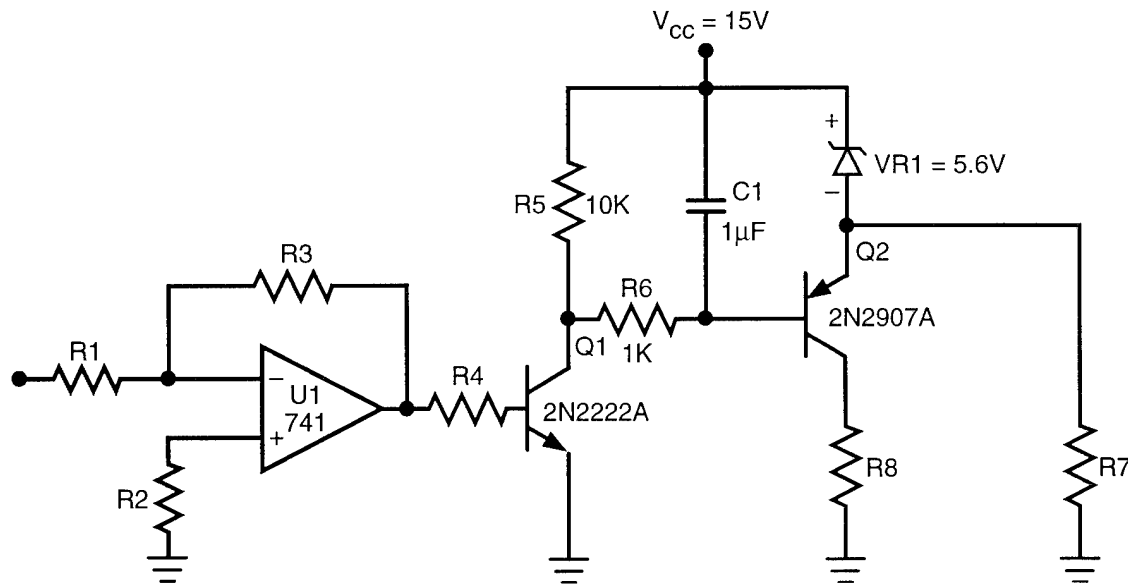 V_CC = 15V
+
VR1 = 5.6V
−
R5
10K
C1
1µF
Q2
R3
R6
2N2907A
1K
Q1
R1
−
U1
741
+
R4
2N2222A
R2
R8
R7